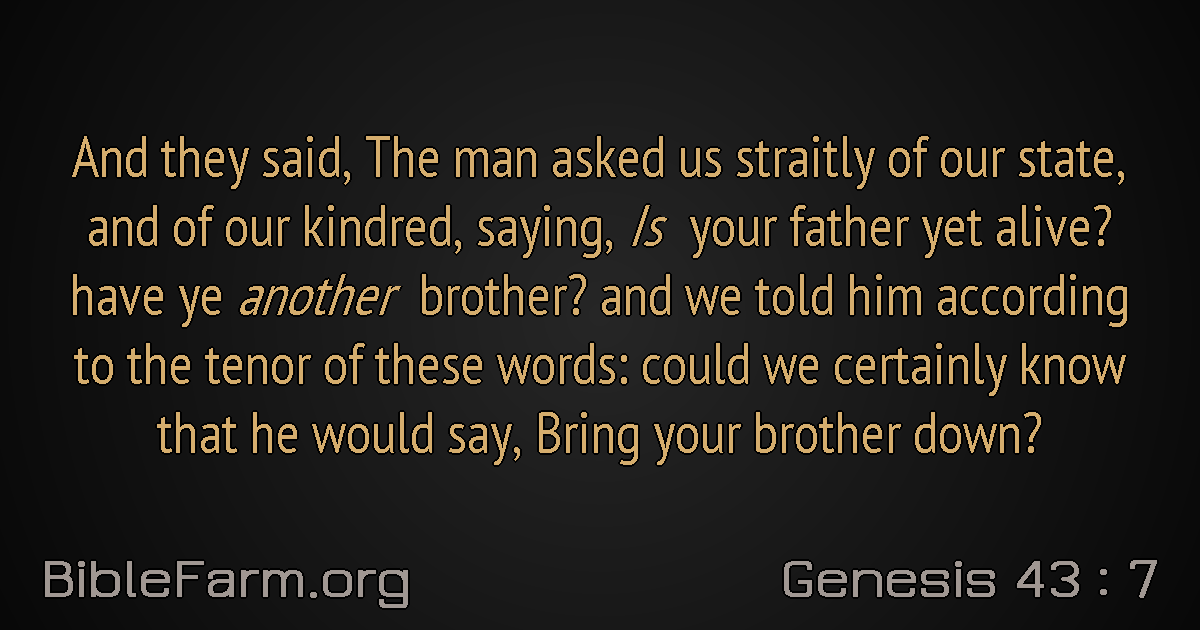 And they said, The man asked us straitly of our state,
and of our kindred, saying, Is your father yet alive?
have ye another brother? and we told him according
to the tenor of these words: could we certainly know
that he would say, Bring your brother down?
BibleFarm.org
Genesis 43 : 7